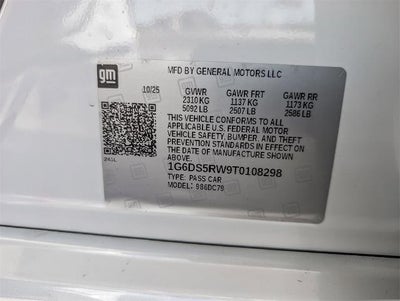 gm
MFD BY GENERAL MOTORS LLC
10/25 GVWR GAWR FRT GAWR RR
2310 KG 1137 KG 1173 KG
5092 LB 2507 LB 2586 LB
THIS VEHICLE CONFORMS TO ALL
APPLICABLE U.S. FEDERAL MOTOR
VEHICLE SAFETY, BUMPER, AND THEFT
PREVENTION STANDARDS IN EFFECT ON
THE DATE OF MANUFACTURE SHOWN ABOVE.
1G6DS5RW9T0108298
TYPE: PASS CAR
MODEL: 986DC79